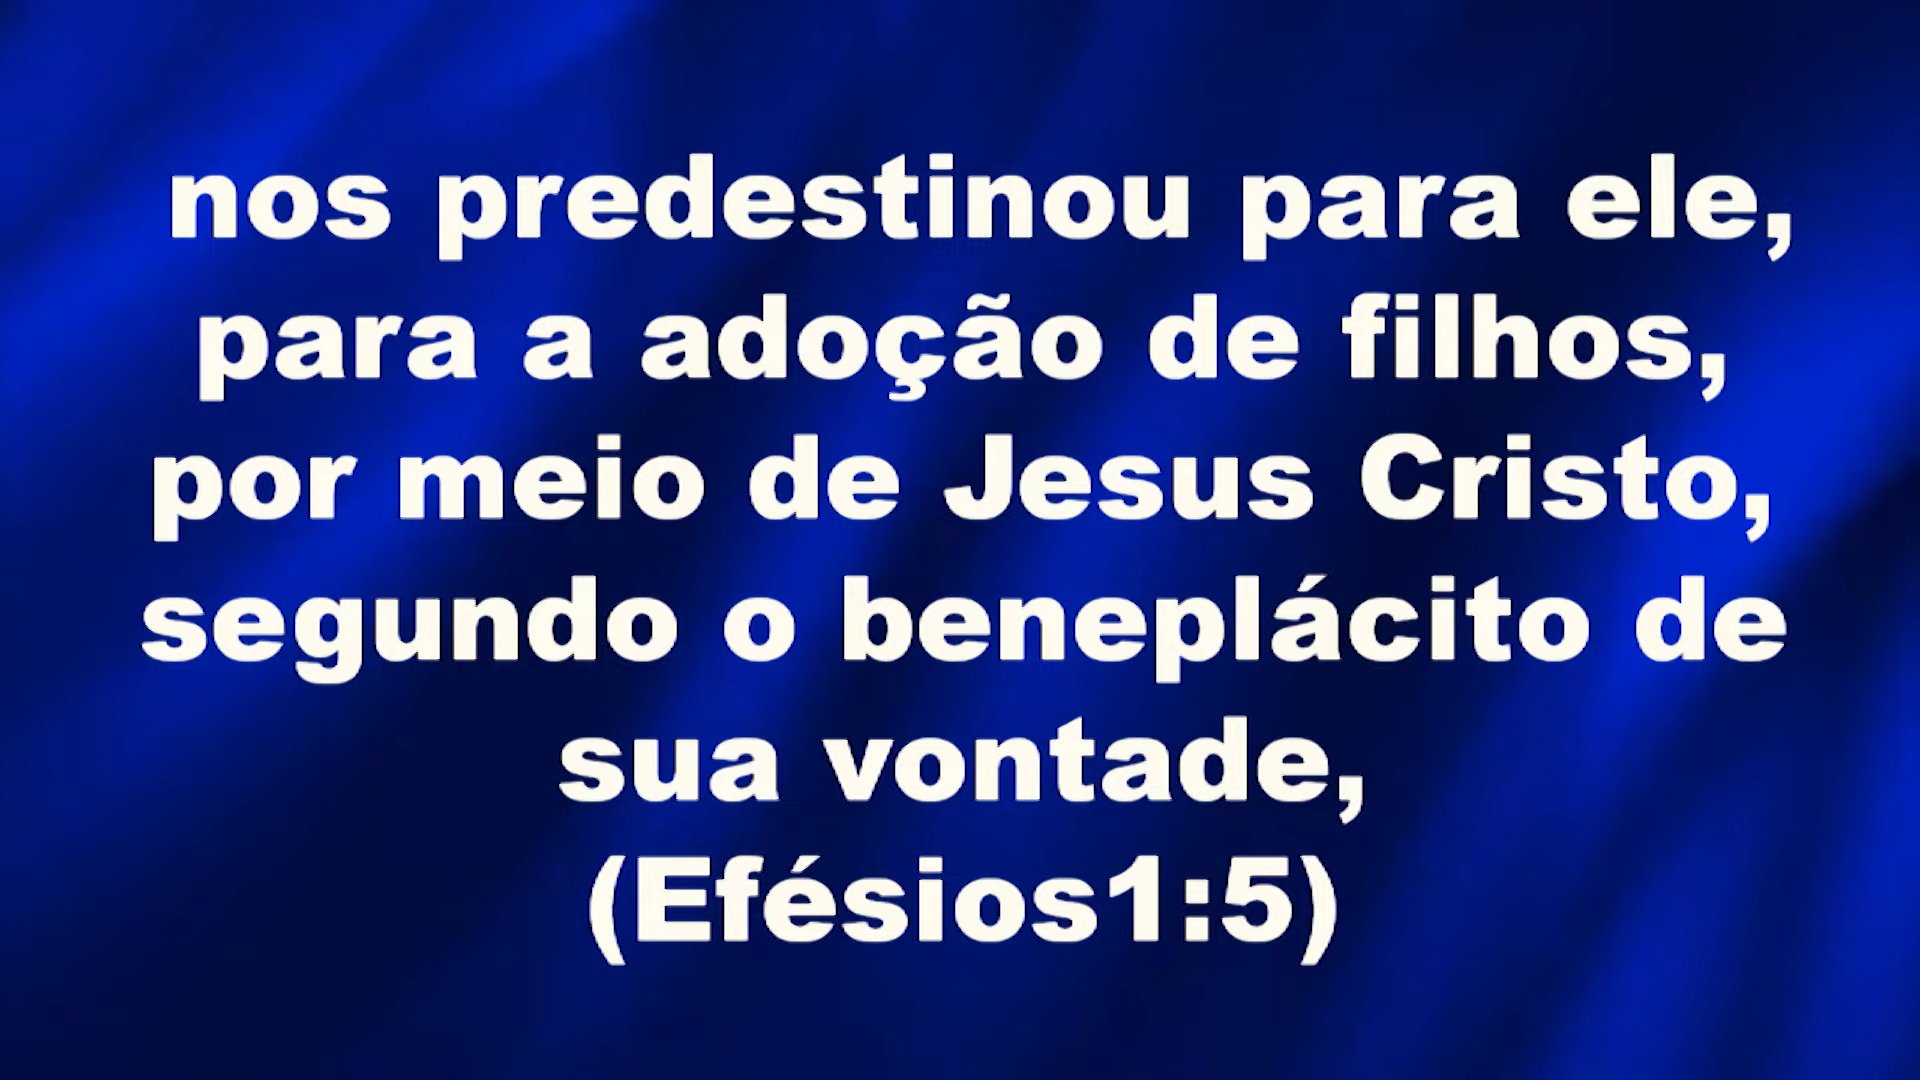 nos predestinou para ele,
para a adoção de filhos,
por meio de Jesus Cristo,
segundo o beneplácito de
sua vontade,
(Efésios1:5)